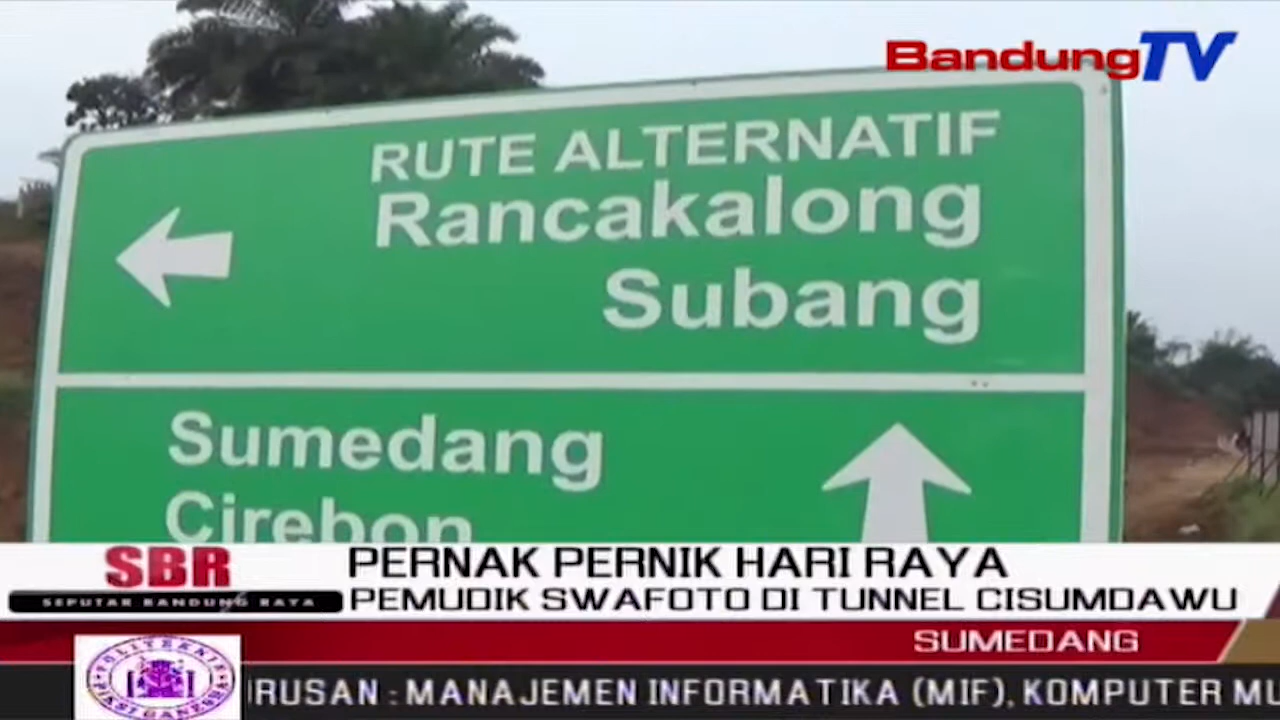 BandungTV
RUTE ALTERNATIF
Rancakalong
Subang
Sumedang
Cirebon
SBR
SEPUTAR BANDUNG RAYA
PERNAK PERNIK HARI RAYA
PEMUDIK SWAFOTO DI TUNNEL CISUMDAWU
SUMEDANG
RUSAN : MANAJEMEN INFORMATIKA (MIF), KOMPUTER MU